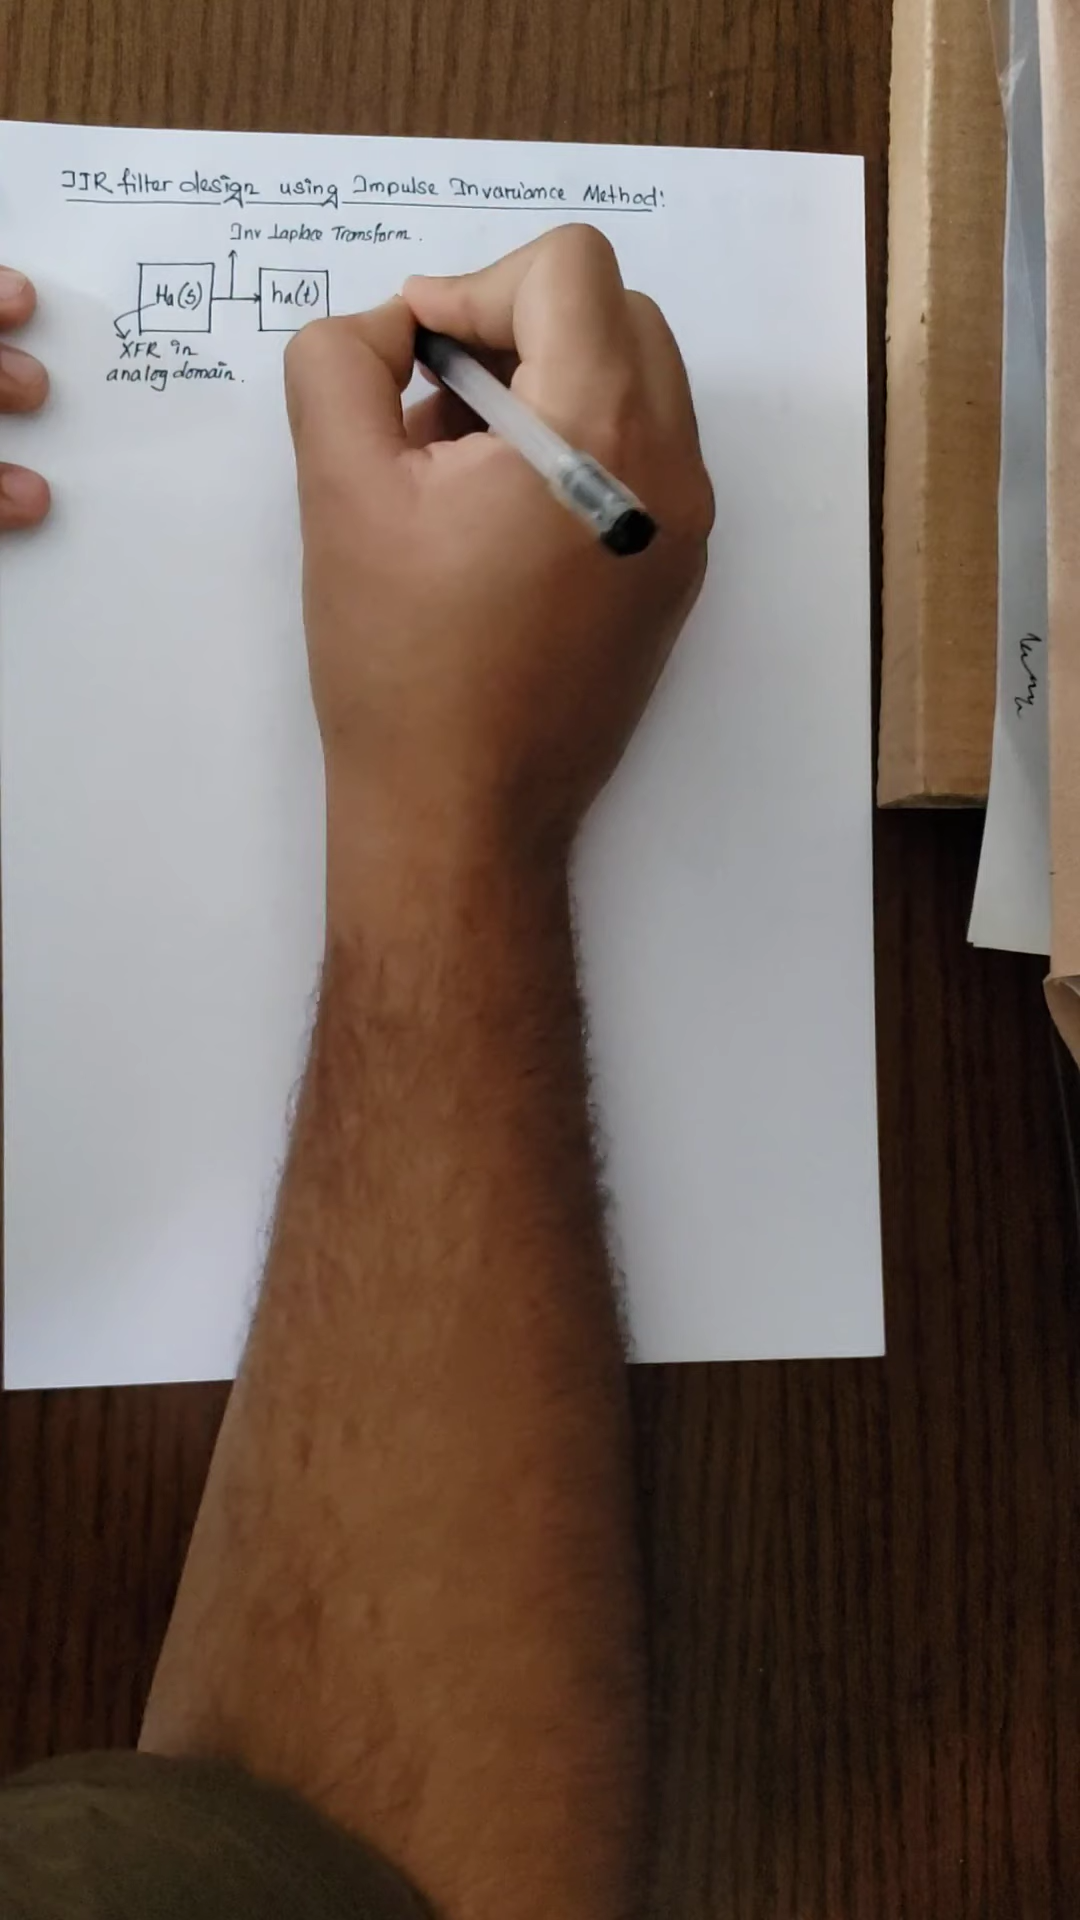 IIR filter design using Impulse Invariance Method:
Inv Laplace Transform.
Ha(s)
ha(t)
XFR in
analog domain.